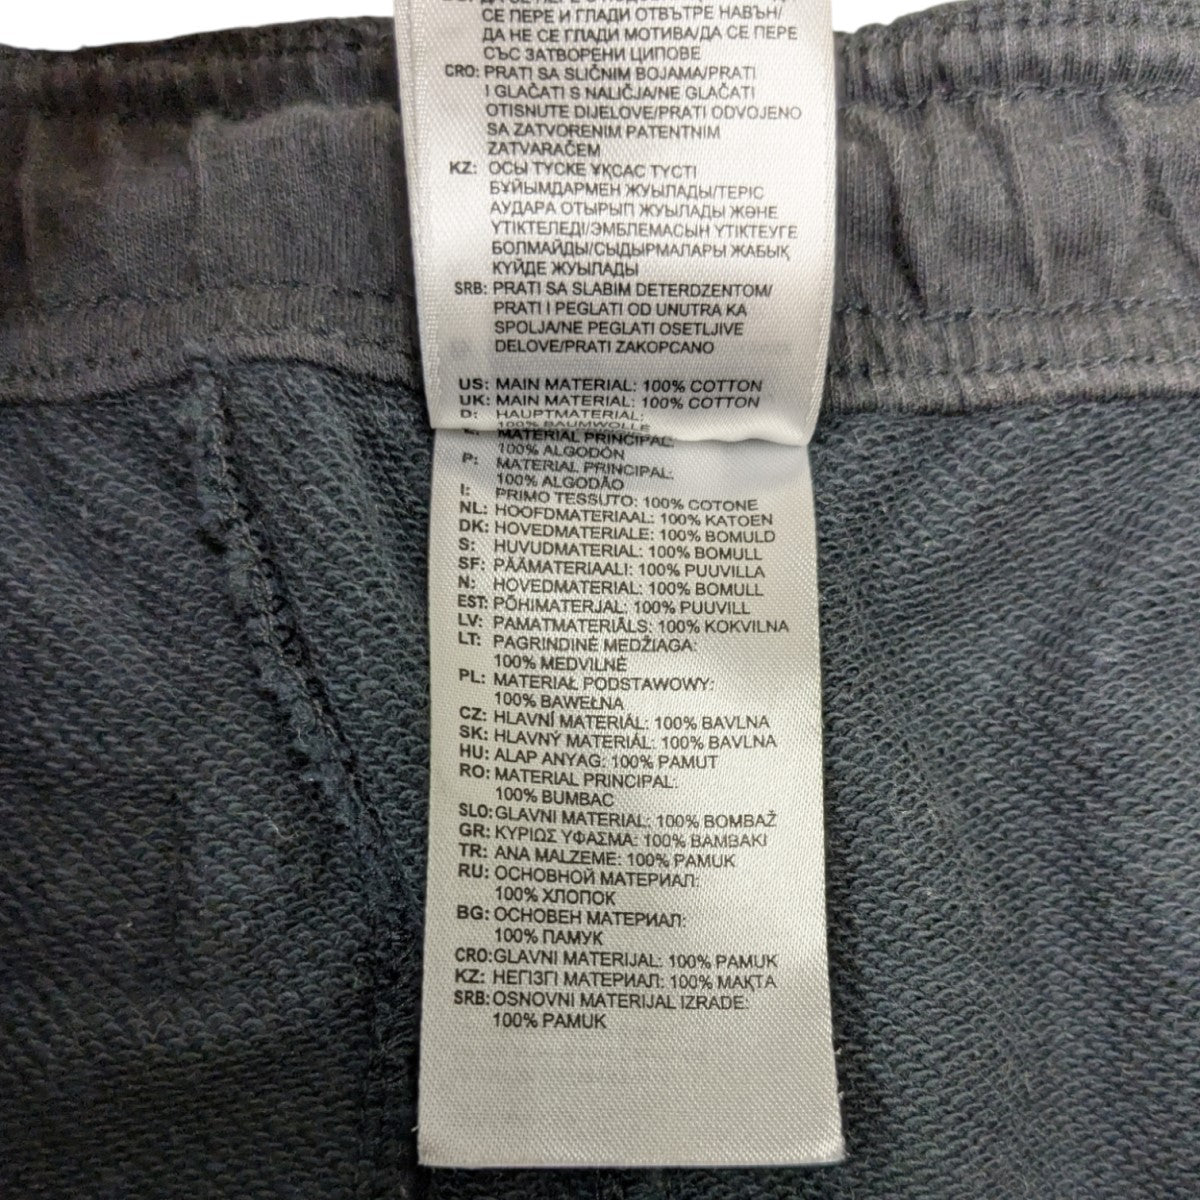 СЕ ПЕРЕ И ГЛАДИ ОТВЪТРЕ НАВЪН/
ДА НЕ СЕ ГЛАДИ МОТИВА/ДА СЕ ПЕРЕ
СЪС ЗАТВОРЕНИ ЦИПОВЕ
CRO: PRATI SA SLIČNIM BOJAMA/PRATI
I GLAČATI S NALIČJA/NE GLAČATI
OTISNUTE DIJELOVE/PRATI ODVOJENO
SA ZATVORENIM PATENTNIM
ZATVARAČEM
KZ: ОСЫ ТҮСКЕ ҰҚСАС ТҮСТІ
БҰЙЫМДАРМЕН ЖУЫЛАДЫ/ТЕРІС
АУДАРА ОТЫРЫП ЖУЫЛАДЫ ЖӘНЕ
ҮТІКТЕЛЕДІ/ЭМБЛЕМАСЫН ҮТІКТЕУГЕ
БОЛМАЙДЫ/СЫДЫРМАЛАРЫ ЖАБЫҚ
КҮЙДЕ ЖУЫЛАДЫ
SRB: PRATI SA SLABIM DETERDZENTOM/
PRATI I PEGLATI OD UNUTRA KA
SPOLJA/NE PEGLATI OSETLJIVE
DELOVE/PRATI ZAKOPCANO
US: MAIN MATERIAL: 100% COTTON
UK: MAIN MATERIAL: 100% COTTON
D: HAUPTMATERIAL:
100% BAUMWOLLE
E: MATERIAL PRINCIPAL:
100% ALGODÓN
P: MATERIAL PRINCIPAL:
100% ALGODÃO
I: PRIMO TESSUTO: 100% COTONE
NL: HOOFDMATERIAAL: 100% KATOEN
DK: HOVEDMATERIALE: 100% BOMULD
S: HUVUDMATERIAL: 100% BOMULL
SF: PÄÄMATERIAALI: 100% PUUVILLA
N: HOVEDMATERIAL: 100% BOMULL
EST: PÕHIMATERJAL: 100% PUUVILL
LV: PAMATMATERIĀLS: 100% KOKVILNA
LT: PAGRINDINĖ MEDŽIAGA:
100% MEDVILNĖ
PL: MATERIAŁ PODSTAWOWY:
100% BAWEŁNA
CZ: HLAVNÍ MATERIÁL: 100% BAVLNA
SK: HLAVNÝ MATERIÁL: 100% BAVLNA
HU: ALAP ANYAG: 100% PAMUT
RO: MATERIAL PRINCIPAL:
100% BUMBAC
SLO: GLAVNI MATERIAL: 100% BOMBAŽ
GR: ΚΥΡΙΩΣ ΥΦΑΣΜΑ: 100% ΒΑΜΒΑΚΙ
TR: ANA MALZEME: 100% PAMUK
RU: ОСНОВНОЙ МАТЕРИАЛ:
100% ХЛОПОК
BG: ОСНОВЕН МАТЕРИАЛ:
100% ПАМУК
CRO: GLAVNI MATERIJAL: 100% PAMUK
KZ: НЕГІЗГІ МАТЕРИАЛ: 100% МАҚТА
SRB: OSNOVNI MATERIJAL IZRADE:
100% PAMUK